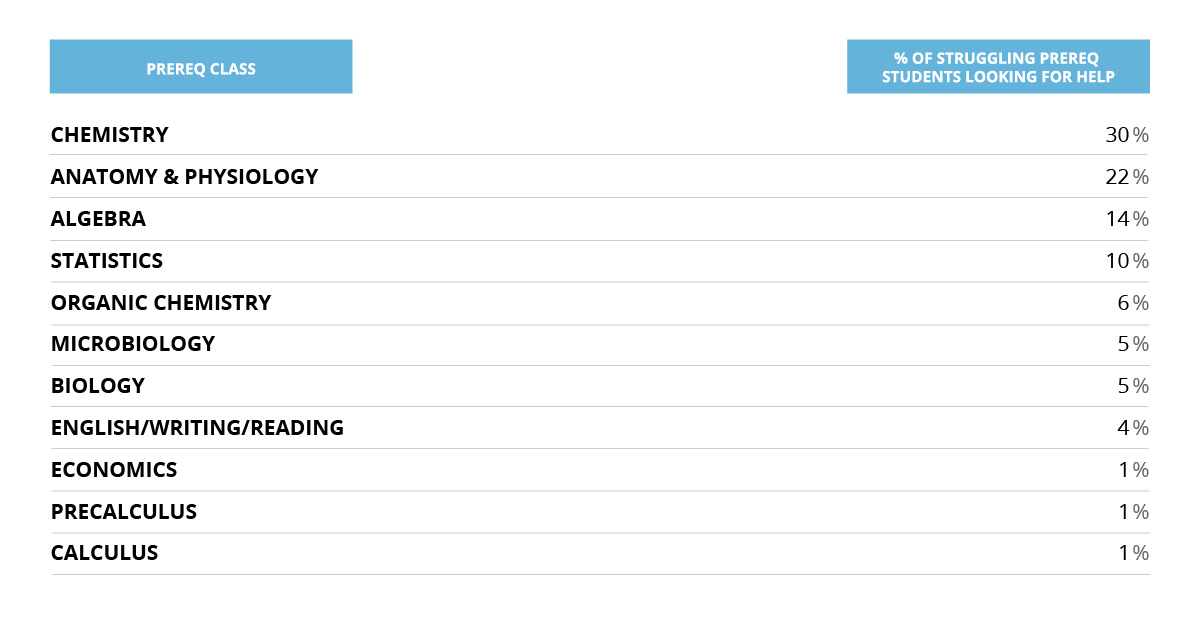 PREREQ CLASS
% OF STRUGGLING PREREQ
STUDENTS LOOKING FOR HELP
CHEMISTRY 30%
ANATOMY & PHYSIOLOGY 22%
ALGEBRA 14%
STATISTICS 10%
ORGANIC CHEMISTRY 6%
MICROBIOLOGY 5%
BIOLOGY 5%
ENGLISH/WRITING/READING 4%
ECONOMICS 1%
PRECALCULUS 1%
CALCULUS 1%